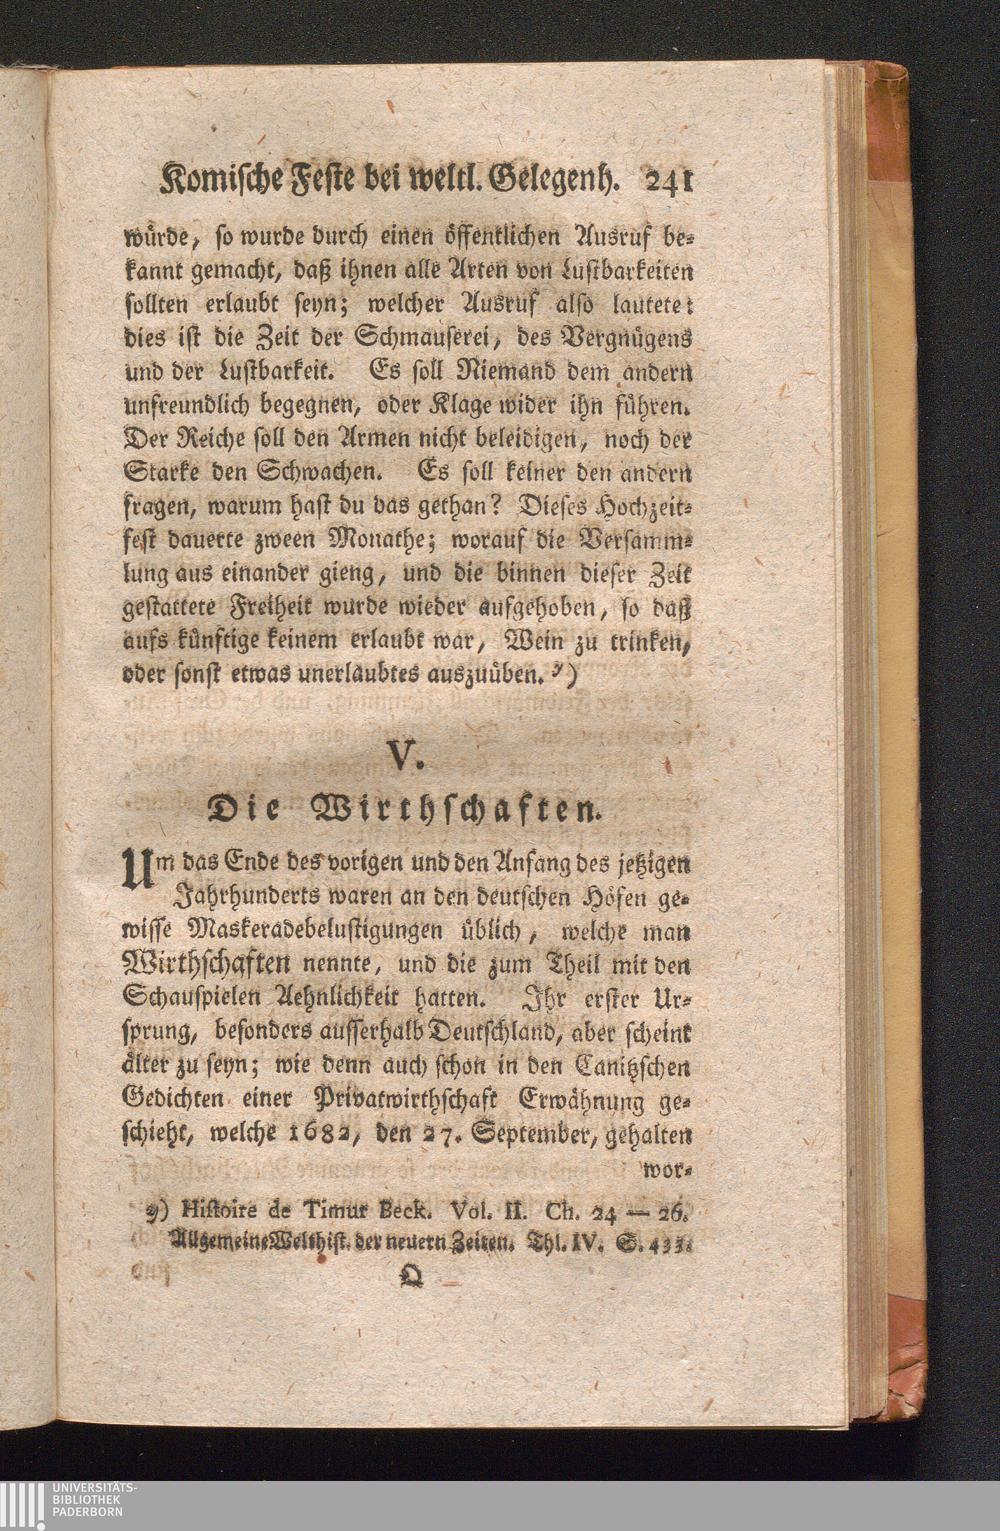 Komische Feste bei weltl. Gelegenh. 241
würde, so wurde durch einen öffentlichen Ausruf be-
kannt gemacht, daß ihnen alle Arten von Lustbarkeiten
sollten erlaubt seyn; welcher Ausruf also lautete:
dies ist die Zeit der Schmauserei, des Vergnügens
und der Lustbarkeit. Es soll Niemand dem andern
unfreundlich begegnen, oder Klage wider ihn führen.
Der Reiche soll den Armen nicht beleidigen, noch der
Starke den Schwachen. Es soll keiner den andern
fragen, warum hast du das gethan? Dieses Hochzeit-
fest dauerte zween Monathe; worauf die Versamm-
lung aus einander gieng, und die binnen dieser Zeit
gestattete Freiheit wurde wieder aufgehoben, so daß
aufs künftige keinem erlaubt war, Wein zu trinken,
oder sonst etwas unerlaubtes auszuüben. y)
V.
Die Wirthschaften.
Um das Ende des vorigen und den Anfang des jetzigen
Jahrhunderts waren an den deutschen Höfen ge-
wisse Maskeradebelustigungen üblich, welche man
Wirthschaften nennte, und die zum Theil mit den
Schauspielen Aehnlichkeit hatten. Ihr erster Ur-
sprung, besonders ausserhalb Deutschland, aber scheint
älter zu seyn; wie denn auch schon in den Canitzschen
Gedichten einer Privatwirthschaft Erwähnung ge-
schieht, welche 1682, den 27. September, gehalten
wor-
y) Histoire de Timur Beck. Vol. II. Ch. 24 — 26.
Allgemeine Welthist. der neuern Zeiten. Thl. IV. S. 433.
Q
UNIVERSITÄTS-
BIBLIOTHEK
PADERBORN